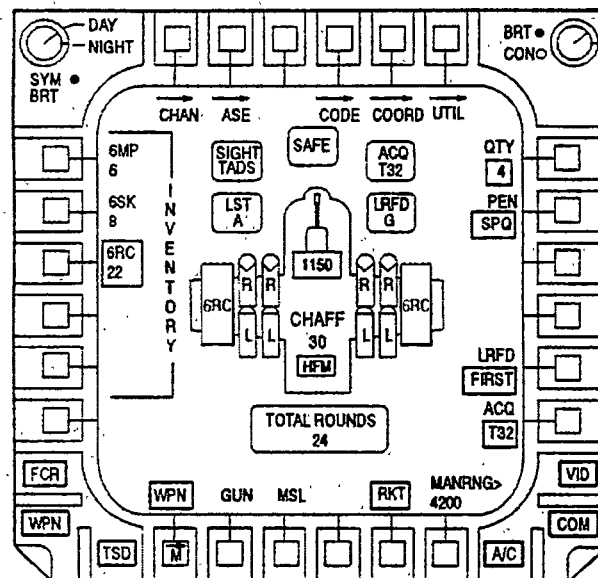 DAY
NIGHT
SYM
BRT
BRT
CON
CHAN ASE CODE COORD UTIL
6MP
6
6SK
8
6RC
22
INVENTORY
SIGHT
TADS
SAFE
ACQ
T32
LST
A
LRFD
G
QTY
4
PEN
SPQ
1150
6RC
R R R R
6RC
L L L L
CHAFF
30
HFM
LRFD
FIRST
TOTAL ROUNDS
24
ACQ
T32
FCR
VID
WPN GUN MSL RKT MANRNG>
4200
WPN
COM
TSD M A/C